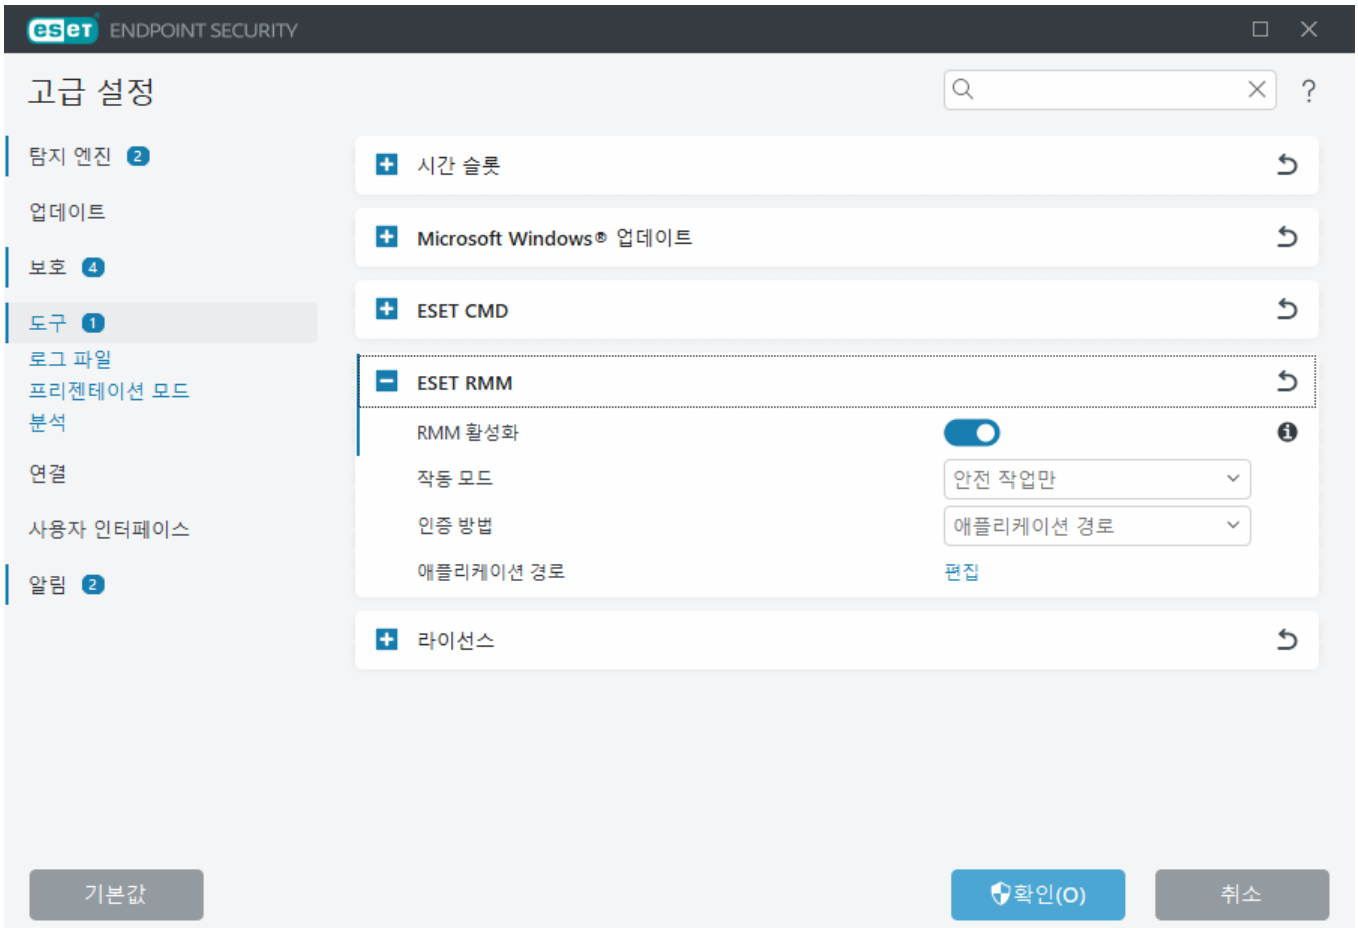 eset ENDPOINT SECURITY
고급 설정
?
탐지 엔진 2
업데이트
보호 4
도구 1
로그 파일
프리젠테이션 모드
분석
연결
사용자 인터페이스
알림 2
시간 슬롯
Microsoft Windows® 업데이트
ESET CMD
ESET RMM
RMM 활성화
작동 모드 안전 작업만
인증 방법 애플리케이션 경로
애플리케이션 경로 편집
라이선스
기본값 확인(O) 취소